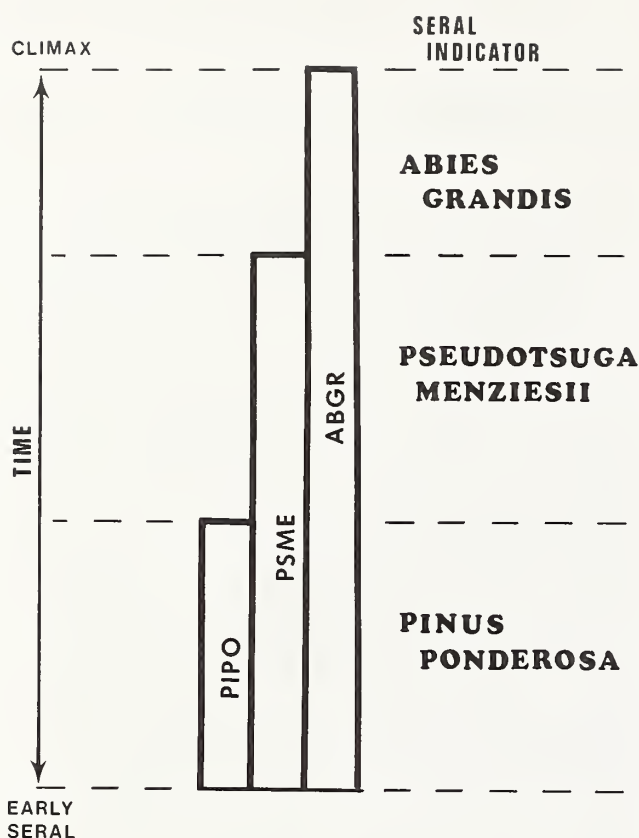 CLIMAX
SERAL
INDICATOR
ABIES
GRANDIS
PSEUDOTSUGA
MENZIESII
ABGR
TIME
PSME
PINUS
PONDEROSA
PIPO
EARLY
SERAL